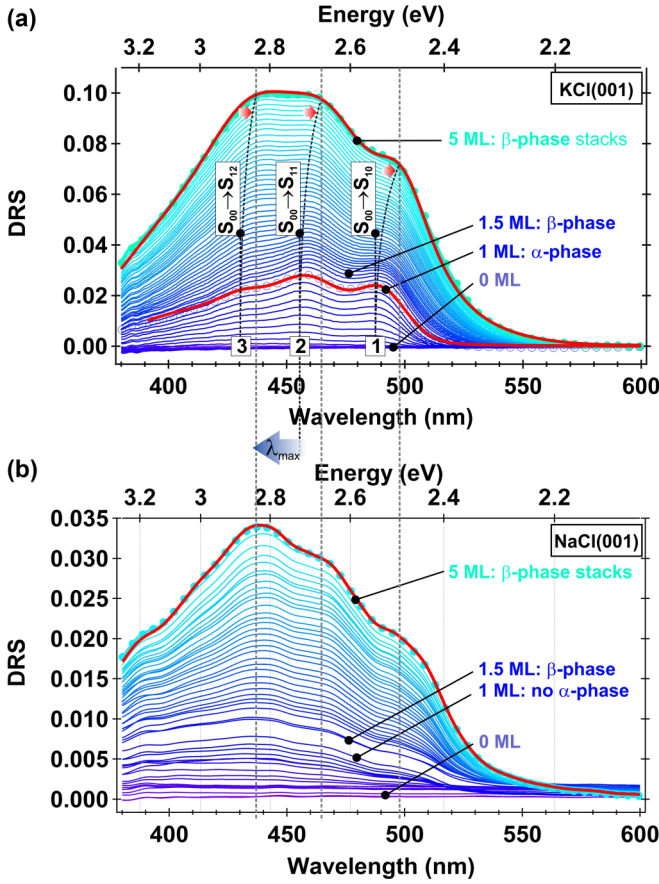 (a)
Energy (eV)
3.2 3 2.8 2.6 2.4 2.2
KCl(001)
0.10
0.08
0.06
0.04
0.02
0.00
DRS
5 ML: β-phase stacks
S00→S12
S00→S11
S00→S10
1.5 ML: β-phase
1 ML: α-phase
0 ML
3 2 1
400 450 500 550 600
Wavelength (nm)
λmax
(b)
Energy (eV)
3.2 3 2.8 2.6 2.4 2.2
NaCl(001)
0.035
0.030
0.025
0.020
0.015
0.010
0.005
0.000
DRS
5 ML: β-phase stacks
1.5 ML: β-phase
1 ML: no α-phase
0 ML
400 450 500 550 600
Wavelength (nm)